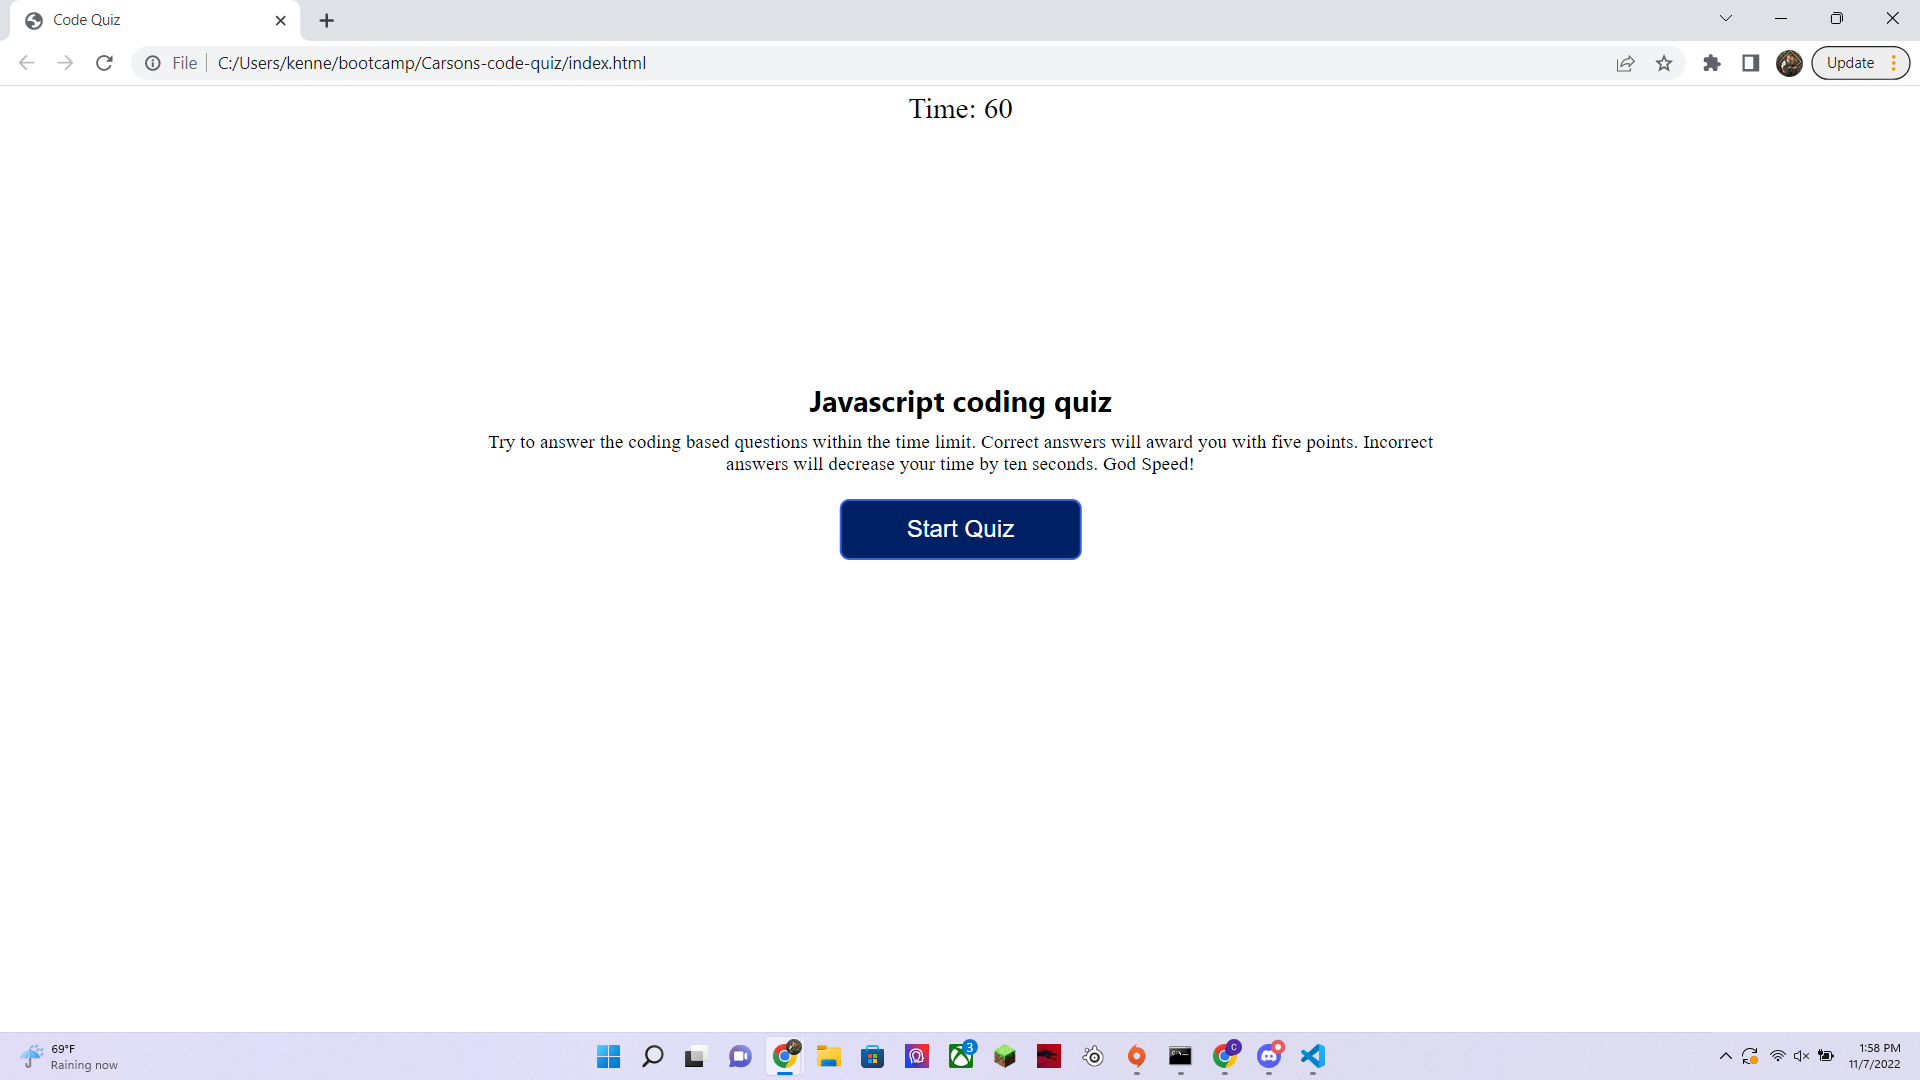 Code Quiz
File C:/Users/kenne/bootcamp/Carsons-code-quiz/index.html
Update
Time: 60
Javascript coding quiz
Try to answer the coding based questions within the time limit. Correct answers will award you with five points. Incorrect
answers will decrease your time by ten seconds. God Speed!
Start Quiz
69°F
Raining now
3
C
1:58 PM
11/7/2022